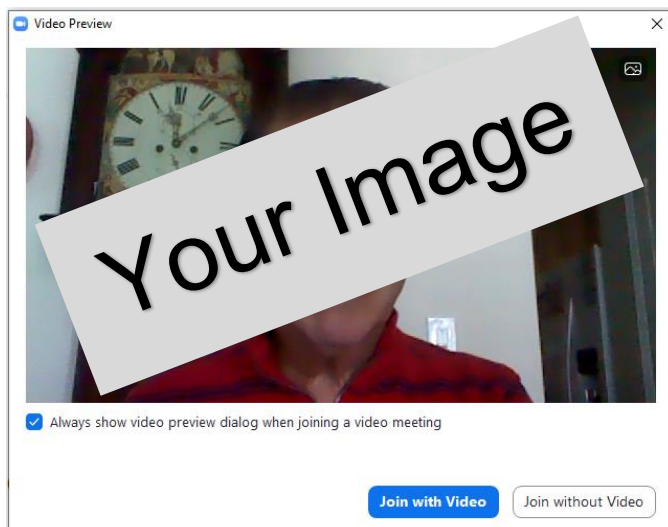 Video Preview
Your Image
Always show video preview dialog when joining a video meeting
Join with Video
Join without Video